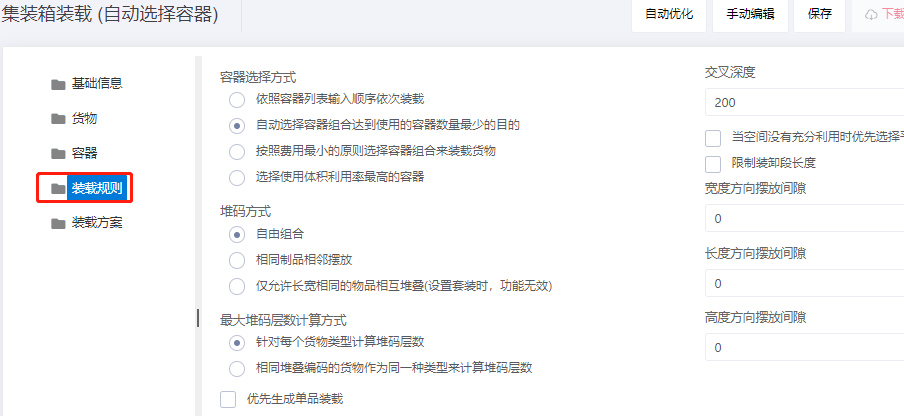 集装箱装载 (自动选择容器)
自动优化
手动编辑
保存
下载
基础信息
货物
容器
装载规则
装载方案
容器选择方式
依照容器列表输入顺序依次装载
自动选择容器组合达到使用的容器数量最少的目的
按照费用最小的原则选择容器组合来装载货物
选择使用体积利用率最高的容器
堆码方式
自由组合
相同制品相邻摆放
仅允许长宽相同的物品相互堆叠(设置套装时，功能无效)
最大堆码层数计算方式
针对每个货物类型计算堆码层数
相同堆叠编码的货物作为同一种类型来计算堆码层数
优先生成单品装载
交叉深度
200
当空间没有充分利用时优先选择
限制装卸段长度
宽度方向摆放间隙
0
长度方向摆放间隙
0
高度方向摆放间隙
0